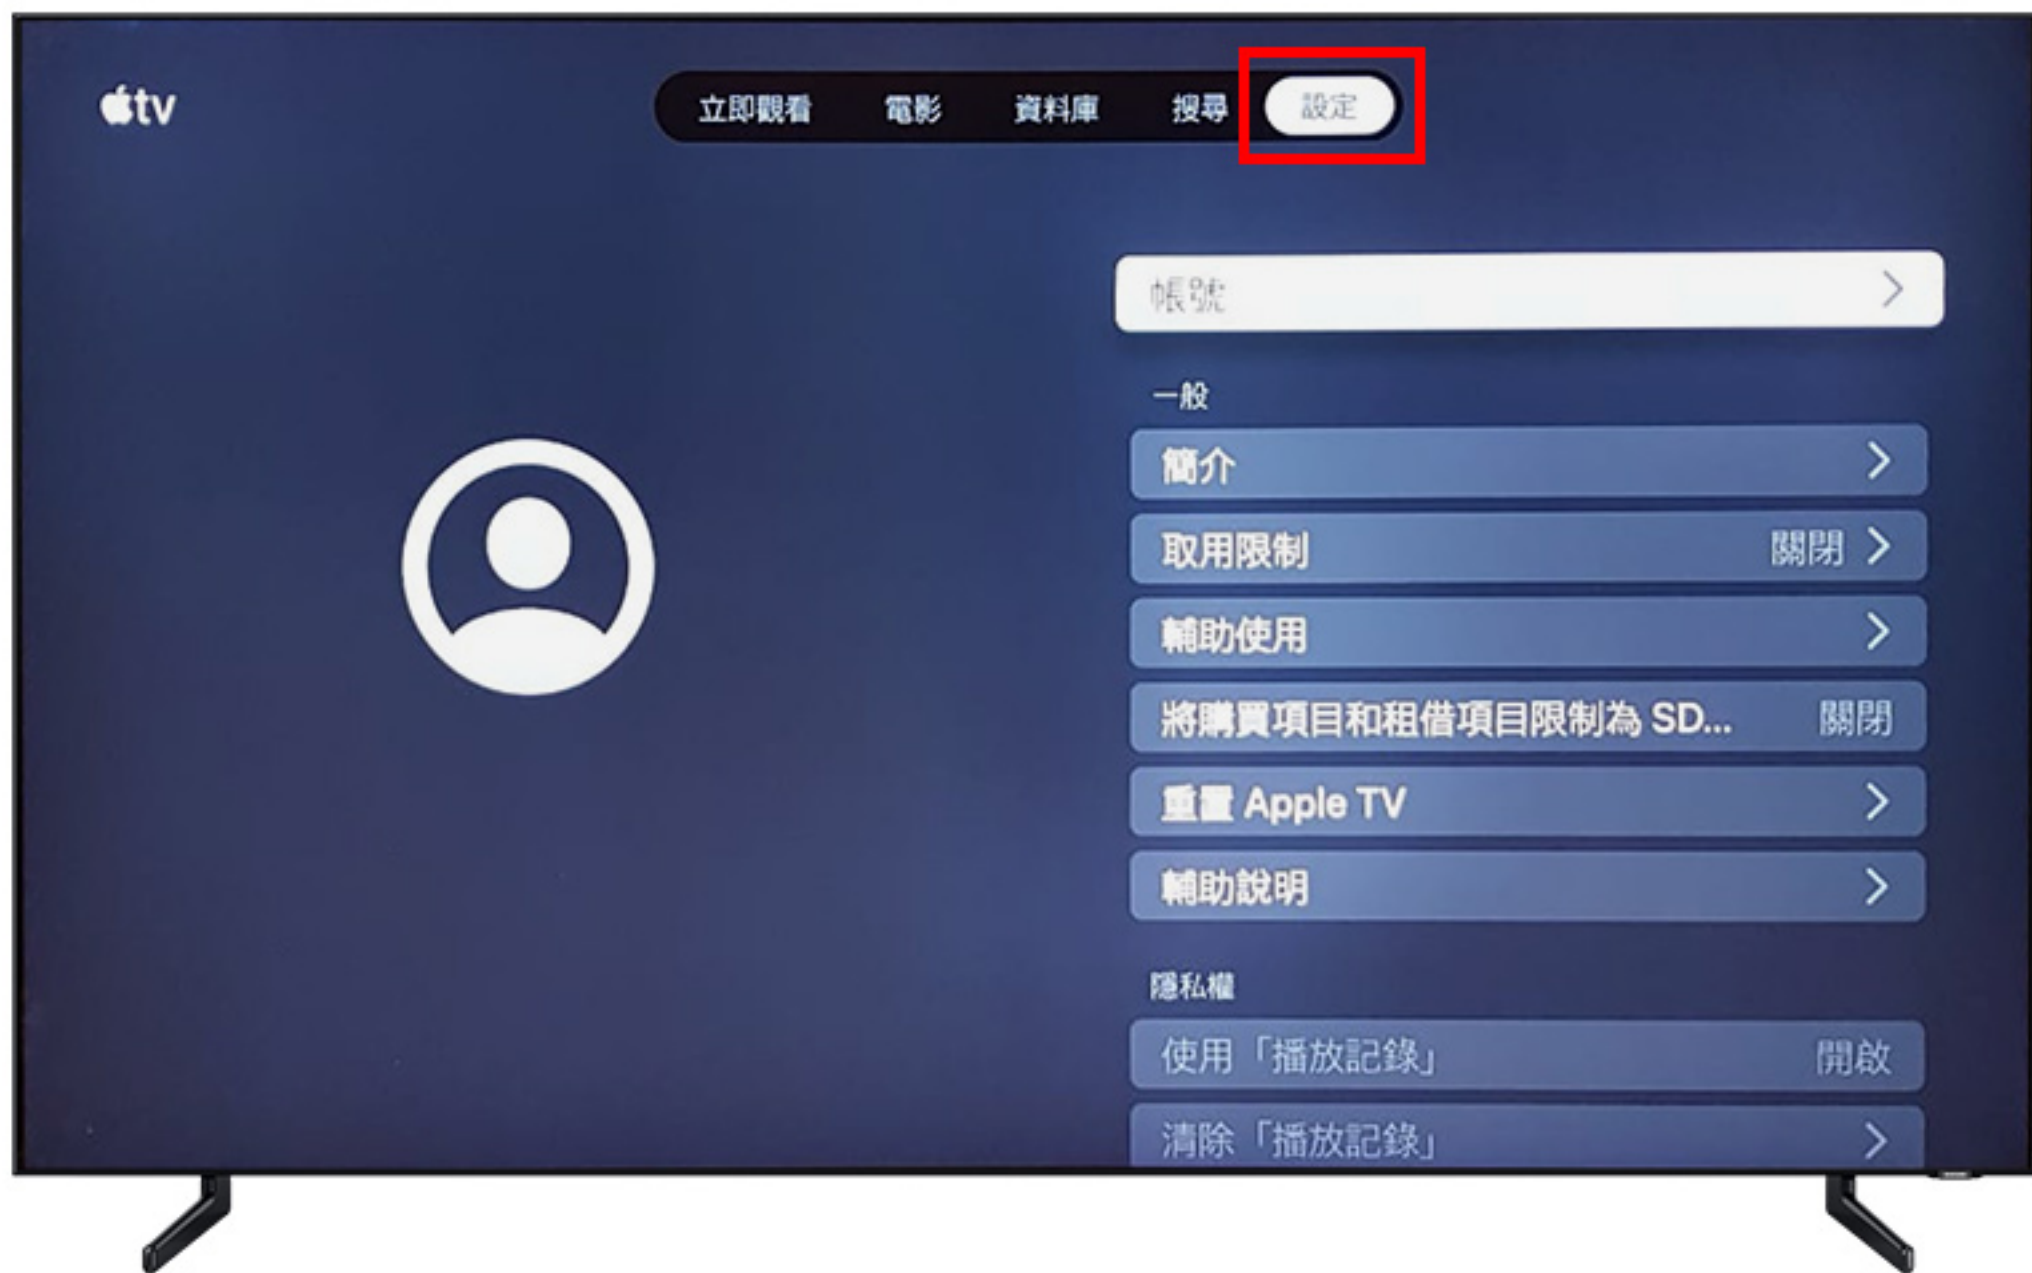 tv
立即觀看 電影 資料庫 搜尋 設定
帳號
一般
簡介
取用限制 關閉
輔助使用
將購買項目和租借項目限制為 SD... 關閉
重置 Apple TV
輔助說明
隱私權
使用「播放記錄」 開啟
清除「播放記錄」